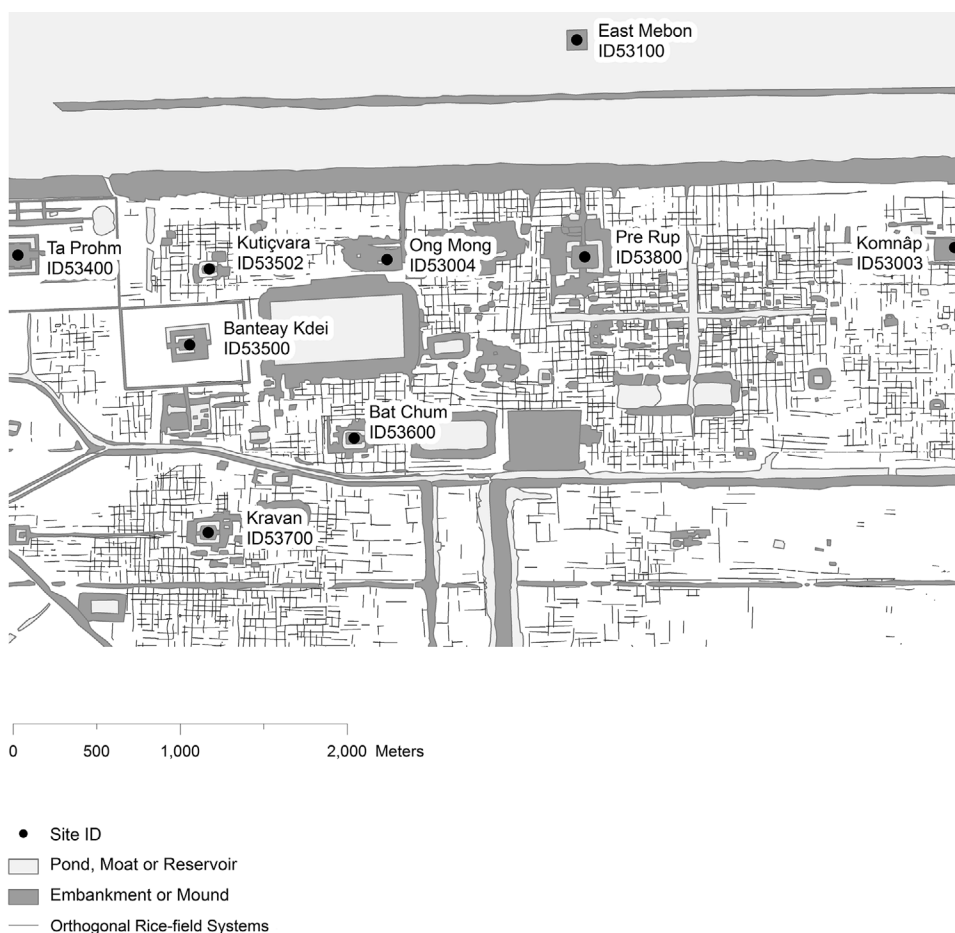 East Mebon
ID53100
Ta Prohm
ID53400
Kutiçvara
ID53502
Ong Mong
ID53004
Pre Rup
ID53800
Komnâp
ID53003
Banteay Kdei
ID53500
Bat Chum
ID53600
Kravan
ID53700
0 500 1,000 2,000 Meters
Site ID
Pond, Moat or Reservoir
Embankment or Mound
Orthogonal Rice-field Systems